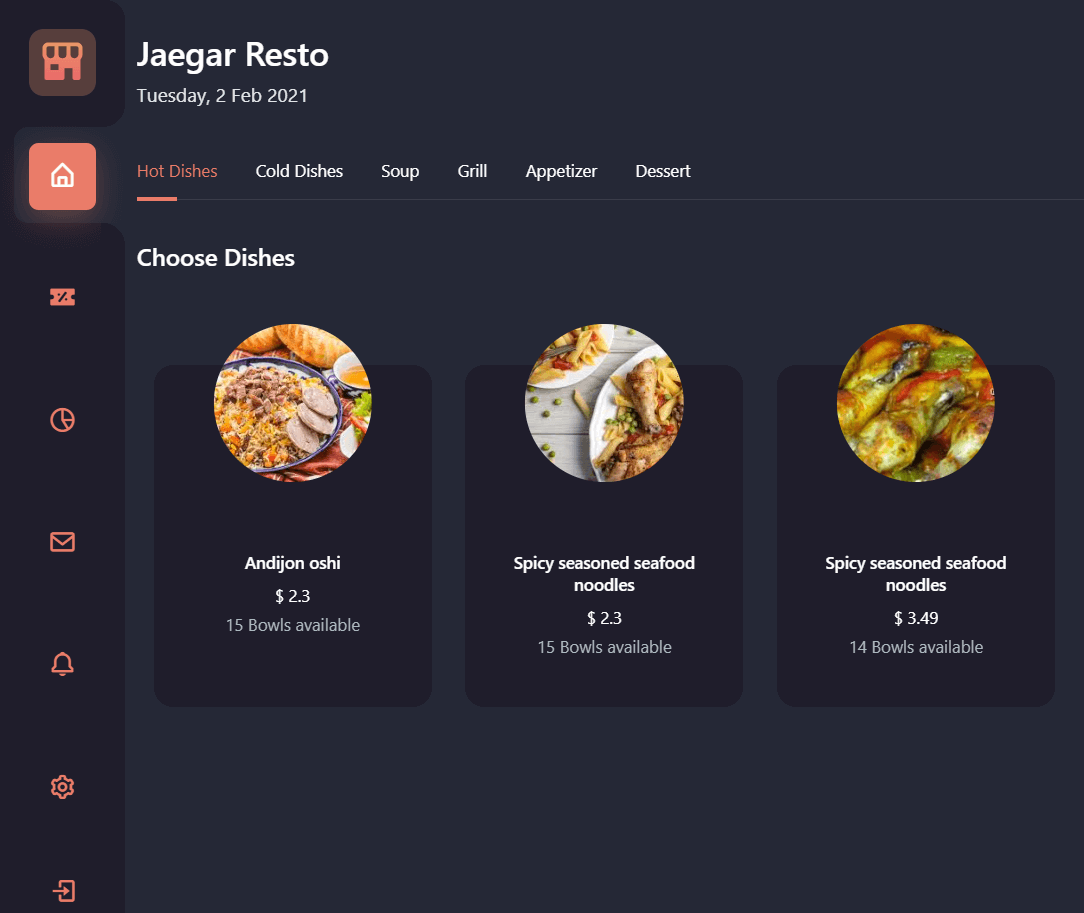 Jaegar Resto
Tuesday, 2 Feb 2021
Hot Dishes Cold Dishes Soup Grill Appetizer Dessert
Choose Dishes
Andijon oshi
$ 2.3
15 Bowls available
Spicy seasoned seafood
noodles
$ 2.3
15 Bowls available
Spicy seasoned seafood
noodles
$ 3.49
14 Bowls available